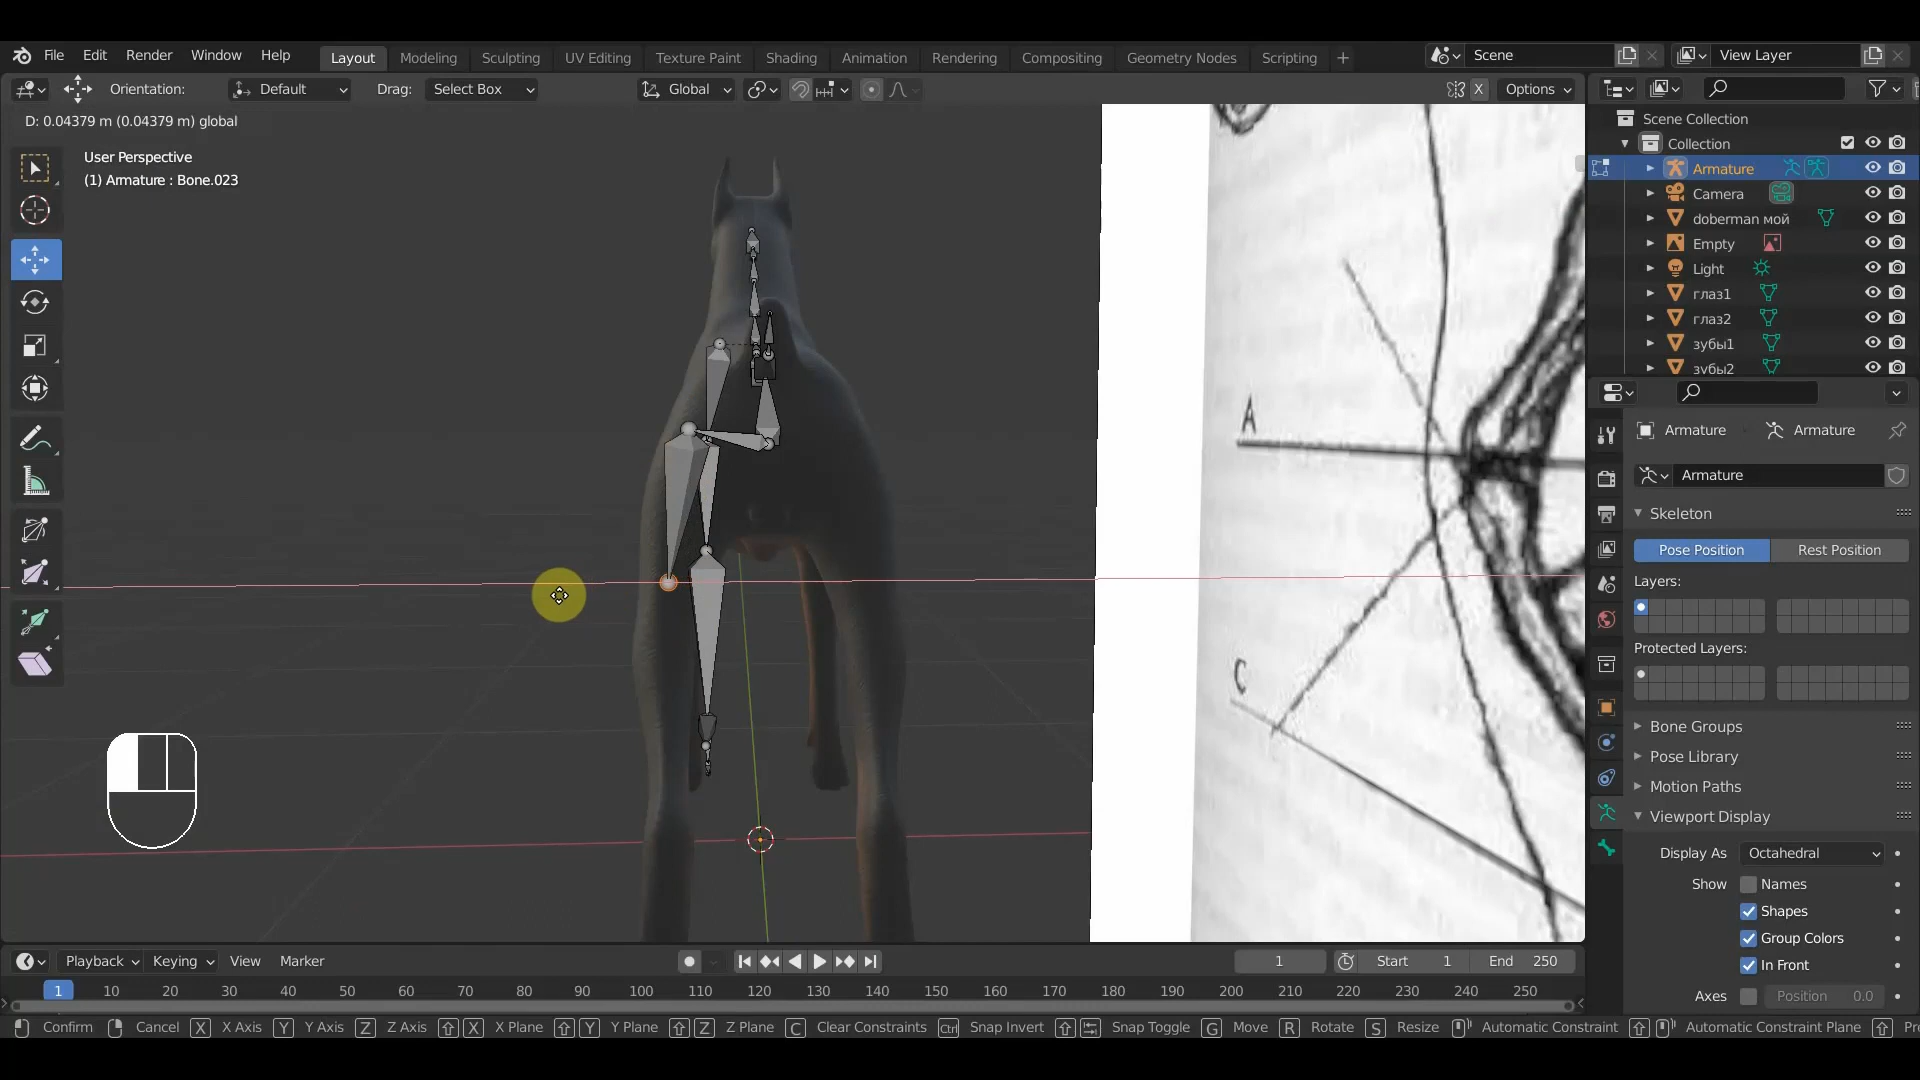 File Edit Render Window Help Layout Modeling Sculpting UV Editing Texture Paint Shading Animation Rendering Compositing Geometry Nodes Scripting + Scene View Layer
Orientation: Default Drag: Select Box Global X Options
D: 0.04379 m (0.04379 m) global
User Perspective
(1) Armature : Bone.023
Scene Collection
Collection
Armature
Camera
doberman мой
Empty
Light
глаз1
глаз2
зубы1
зубы2
A
C
Armature Armature
Armature
Skeleton
Pose Position Rest Position
Layers:
Protected Layers:
Bone Groups
Pose Library
Motion Paths
Viewport Display
Display As Octahedral
Show Names
Shapes
Group Colors
In Front
Axes Position 0.0
Playback Keying View Marker 1 Start 1 End 250
1 10 20 30 40 50 60 70 80 90 100 110 120 130 140 150 160 170 180 190 200 210 220 230 240 250
Confirm Cancel X X Axis Y Y Axis Z Z Axis X X Plane Y Y Plane Z Z Plane C Clear Constraints Ctrl Snap Invert Snap Toggle G Move R Rotate S Resize Automatic Constraint Automatic Constraint Plane